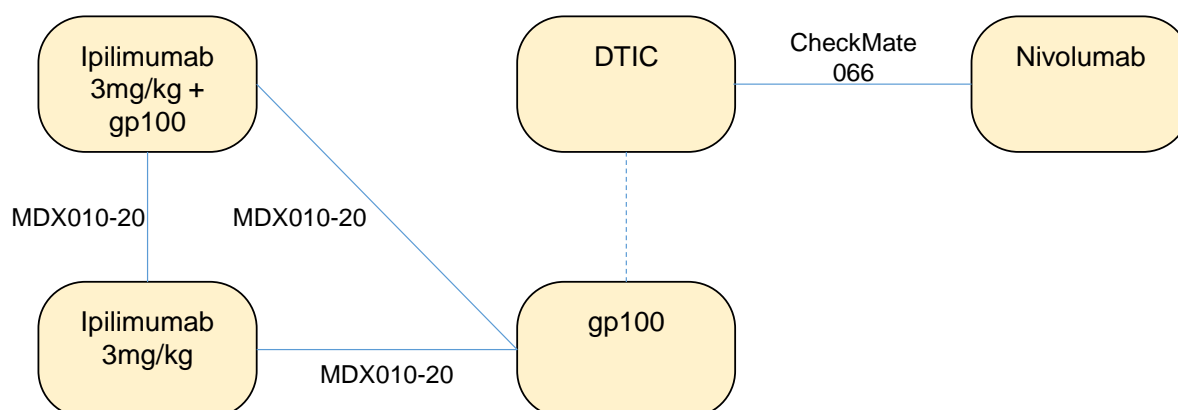 Ipilimumab
3mg/kg +
gp100
DTIC
CheckMate
066
Nivolumab
MDX010-20
MDX010-20
Ipilimumab
3mg/kg
gp100
MDX010-20